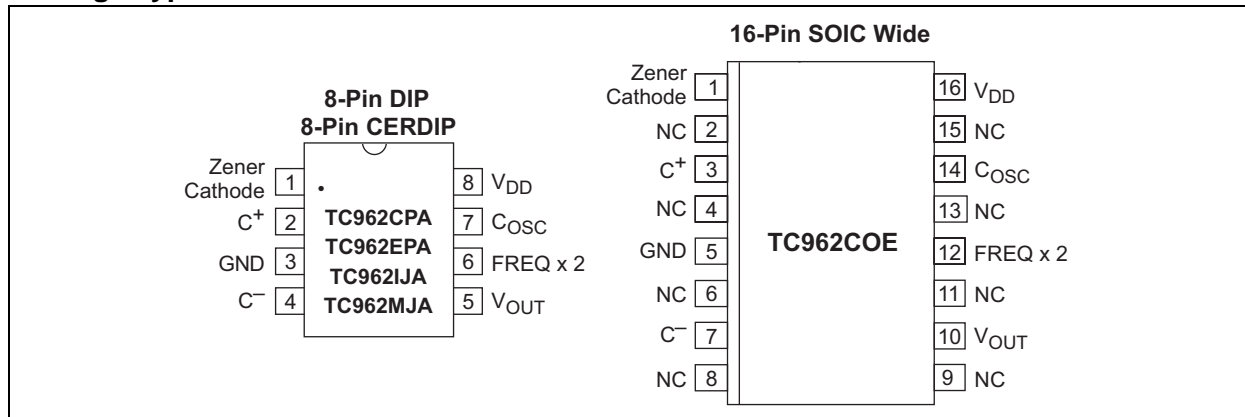 8-Pin DIP
8-Pin CERDIP
Zener
Cathode
1
C+
2
GND
3
C–
4
TC962CPA
TC962EPA
TC962IJA
TC962MJA
8
VDD
7
COSC
6
FREQ x 2
5
VOUT
16-Pin SOIC Wide
Zener
Cathode
1
NC
2
C+
3
NC
4
GND
5
NC
6
C–
7
NC
8
TC962COE
16
VDD
15
NC
14
COSC
13
NC
12
FREQ x 2
11
NC
10
VOUT
9
NC